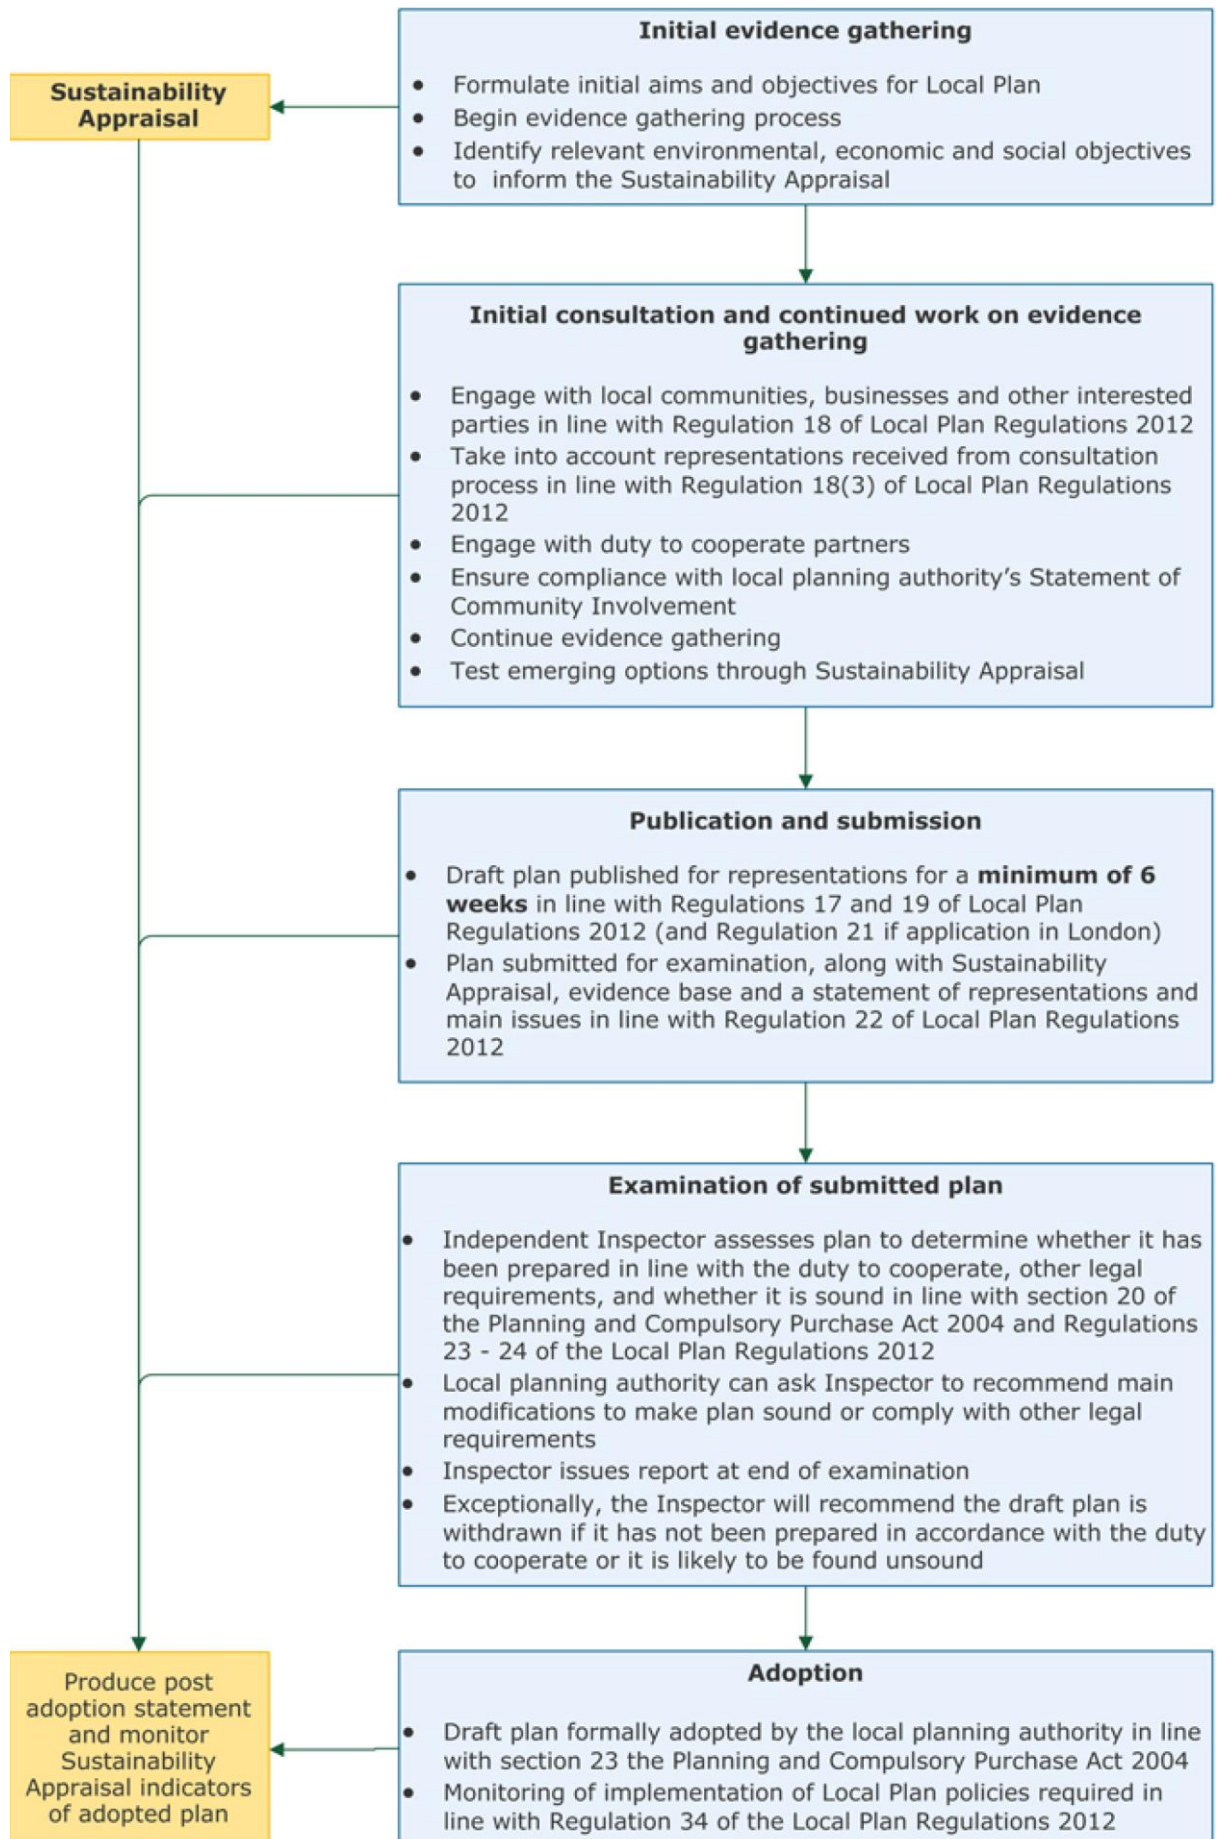 Initial evidence gathering
• Formulate initial aims and objectives for Local Plan
• Begin evidence gathering process
• Identify relevant environmental, economic and social objectives
to inform the Sustainability Appraisal
Sustainability
Appraisal
Initial consultation and continued work on evidence
gathering
• Engage with local communities, businesses and other interested
parties in line with Regulation 18 of Local Plan Regulations 2012
• Take into account representations received from consultation
process in line with Regulation 18(3) of Local Plan Regulations
2012
• Engage with duty to cooperate partners
• Ensure compliance with local planning authority’s Statement of
Community Involvement
• Continue evidence gathering
• Test emerging options through Sustainability Appraisal
Publication and submission
• Draft plan published for representations for a minimum of 6
weeks in line with Regulations 17 and 19 of Local Plan
Regulations 2012 (and Regulation 21 if application in London)
• Plan submitted for examination, along with Sustainability
Appraisal, evidence base and a statement of representations and
main issues in line with Regulation 22 of Local Plan Regulations
2012
Examination of submitted plan
• Independent Inspector assesses plan to determine whether it has
been prepared in line with the duty to cooperate, other legal
requirements, and whether it is sound in line with section 20 of
the Planning and Compulsory Purchase Act 2004 and Regulations
23 - 24 of the Local Plan Regulations 2012
• Local planning authority can ask Inspector to recommend main
modifications to make plan sound or comply with other legal
requirements
• Inspector issues report at end of examination
• Exceptionally, the Inspector will recommend the draft plan is
withdrawn if it has not been prepared in accordance with the duty
to cooperate or it is likely to be found unsound
Adoption
• Draft plan formally adopted by the local planning authority in line
with section 23 the Planning and Compulsory Purchase Act 2004
• Monitoring of implementation of Local Plan policies required in
line with Regulation 34 of the Local Plan Regulations 2012
Produce post
adoption statement
and monitor
Sustainability
Appraisal indicators
of adopted plan